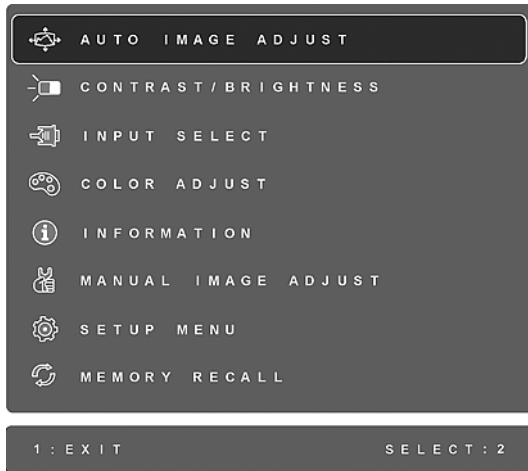 AUTO IMAGE ADJUST
CONTRAST/BRIGHTNESS
INPUT SELECT
COLOR ADJUST
INFORMATION
MANUAL IMAGE ADJUST
SETUP MENU
MEMORY RECALL
1:EXIT SELECT:2